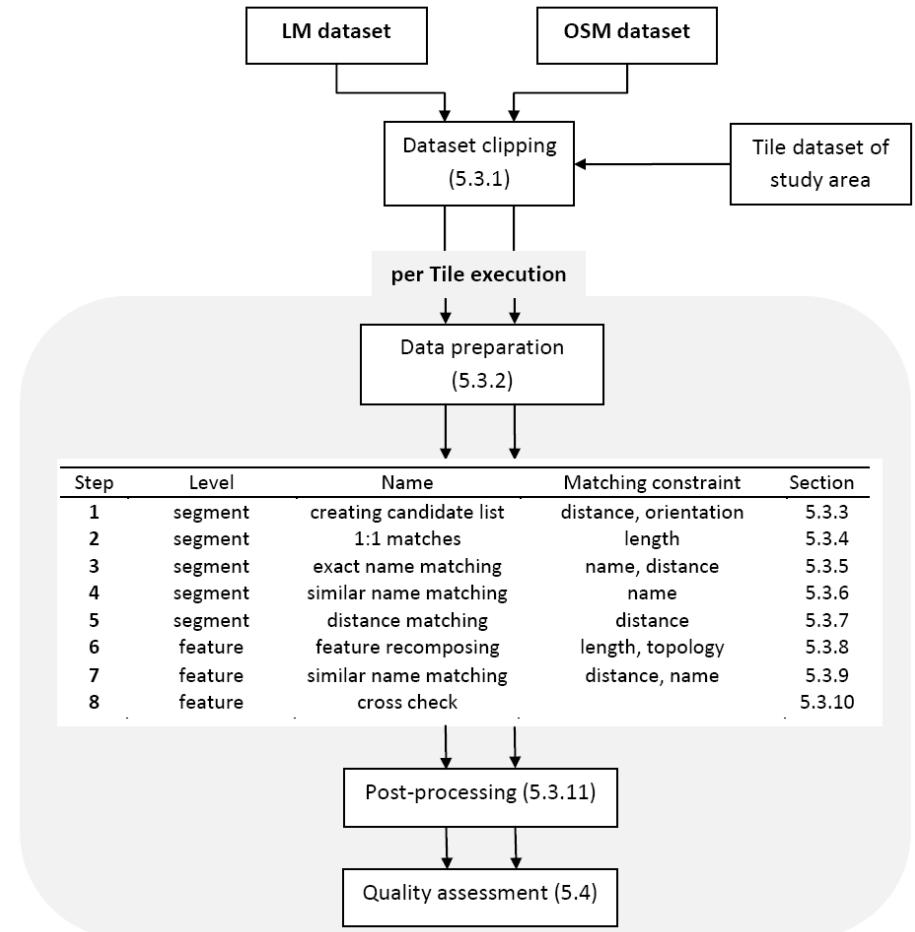 LM dataset
OSM dataset
Dataset clipping
(5.3.1)
Tile dataset of
study area
per Tile execution
Data preparation
(5.3.2)
Step Level Name Matching constraint Section
1 segment creating candidate list distance, orientation 5.3.3
2 segment 1:1 matches length 5.3.4
3 segment exact name matching name, distance 5.3.5
4 segment similar name matching name 5.3.6
5 segment distance matching distance 5.3.7
6 feature feature recomposing length, topology 5.3.8
7 feature similar name matching distance, name 5.3.9
8 feature cross check 5.3.10
Post-processing (5.3.11)
Quality assessment (5.4)